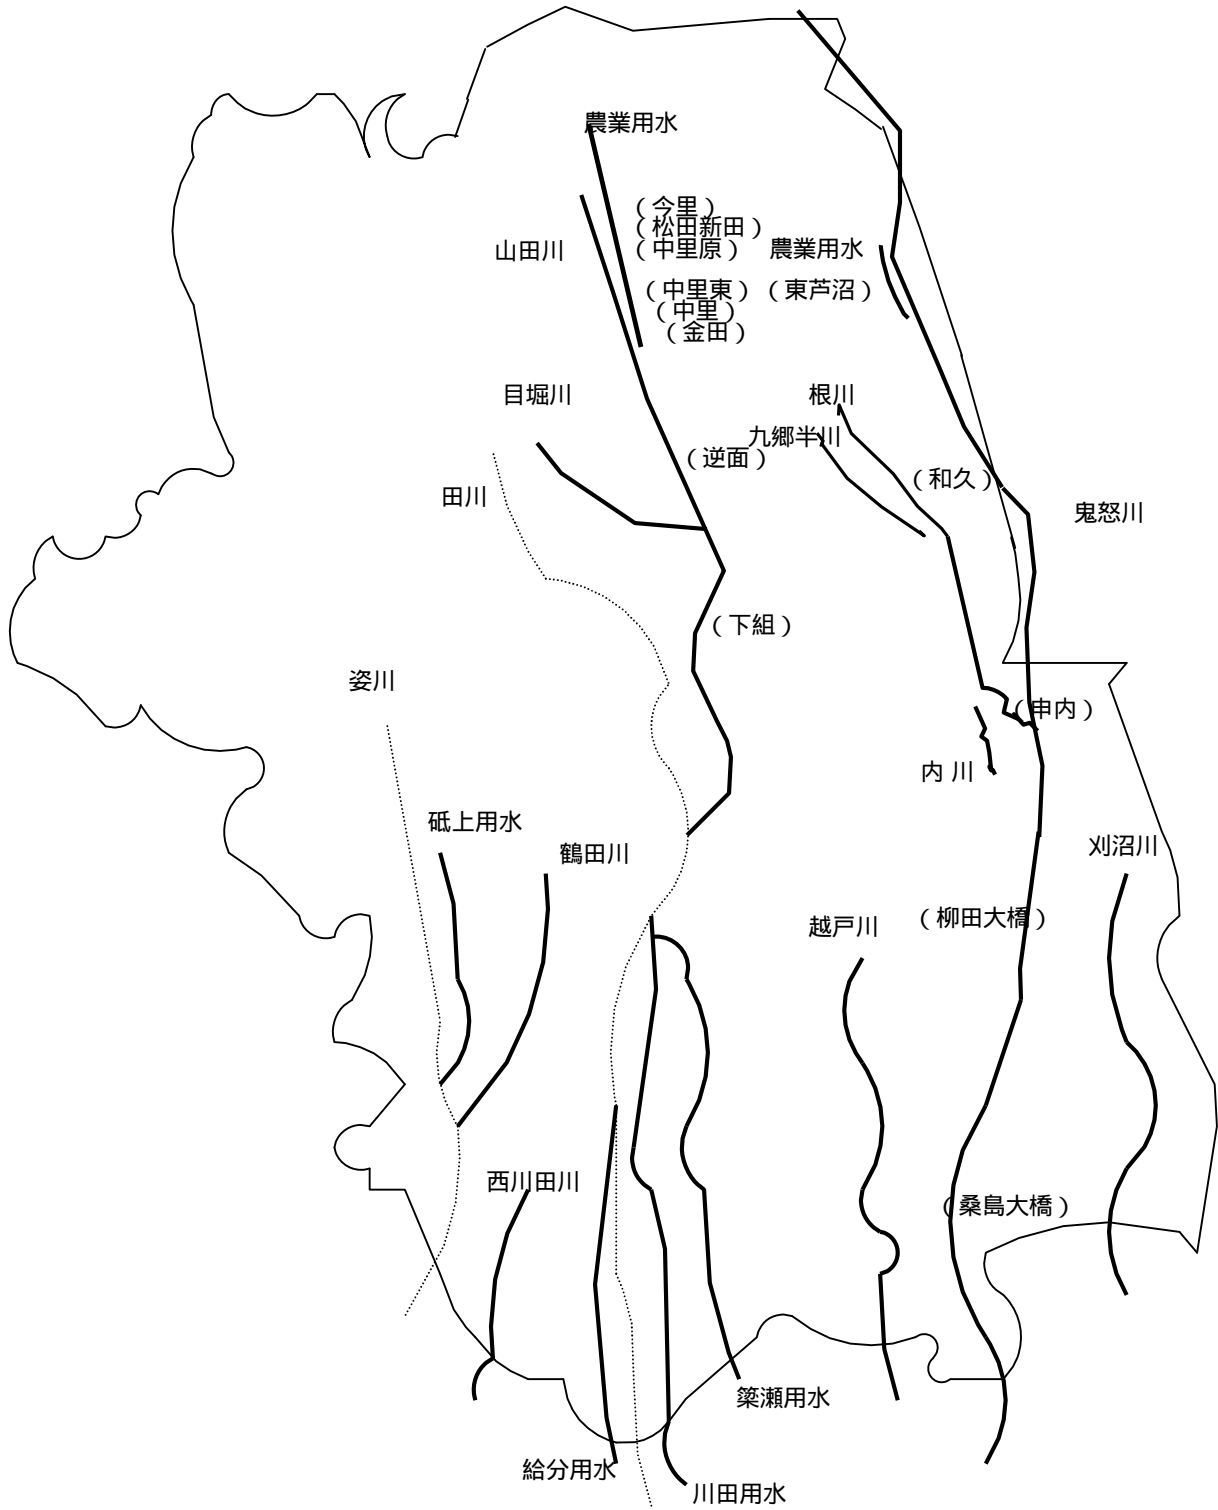 農業用水
（今里）
（松田新田）
山田川
（中里原）
農業用水
（中里東）
（東芦沼）
（中里）
（金田）
目堀川
根川
九郷半川
（逆面）
（和久）
田川
鬼怒川
（下組）
姿川
（申内）
内 川
砥上用水
鶴田川
刈沼川
越戸川
（柳田大橋）
西川田川
（桑島大橋）
簗瀬用水
給分用水
川田用水